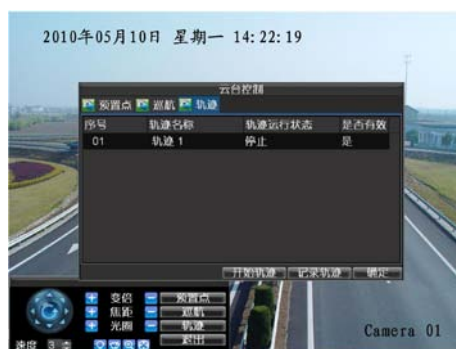 2010年05月10日 星期一 14:22:19
云台控制
预置点 巡航 轨迹
序号 轨迹名称 轨迹运行状态 是否有效
01 轨迹 1 停止 是
开始轨迹 记录轨迹 确定
变倍 预置点
焦距 巡航
光圈 轨迹
速度 3 退出
Camera 01